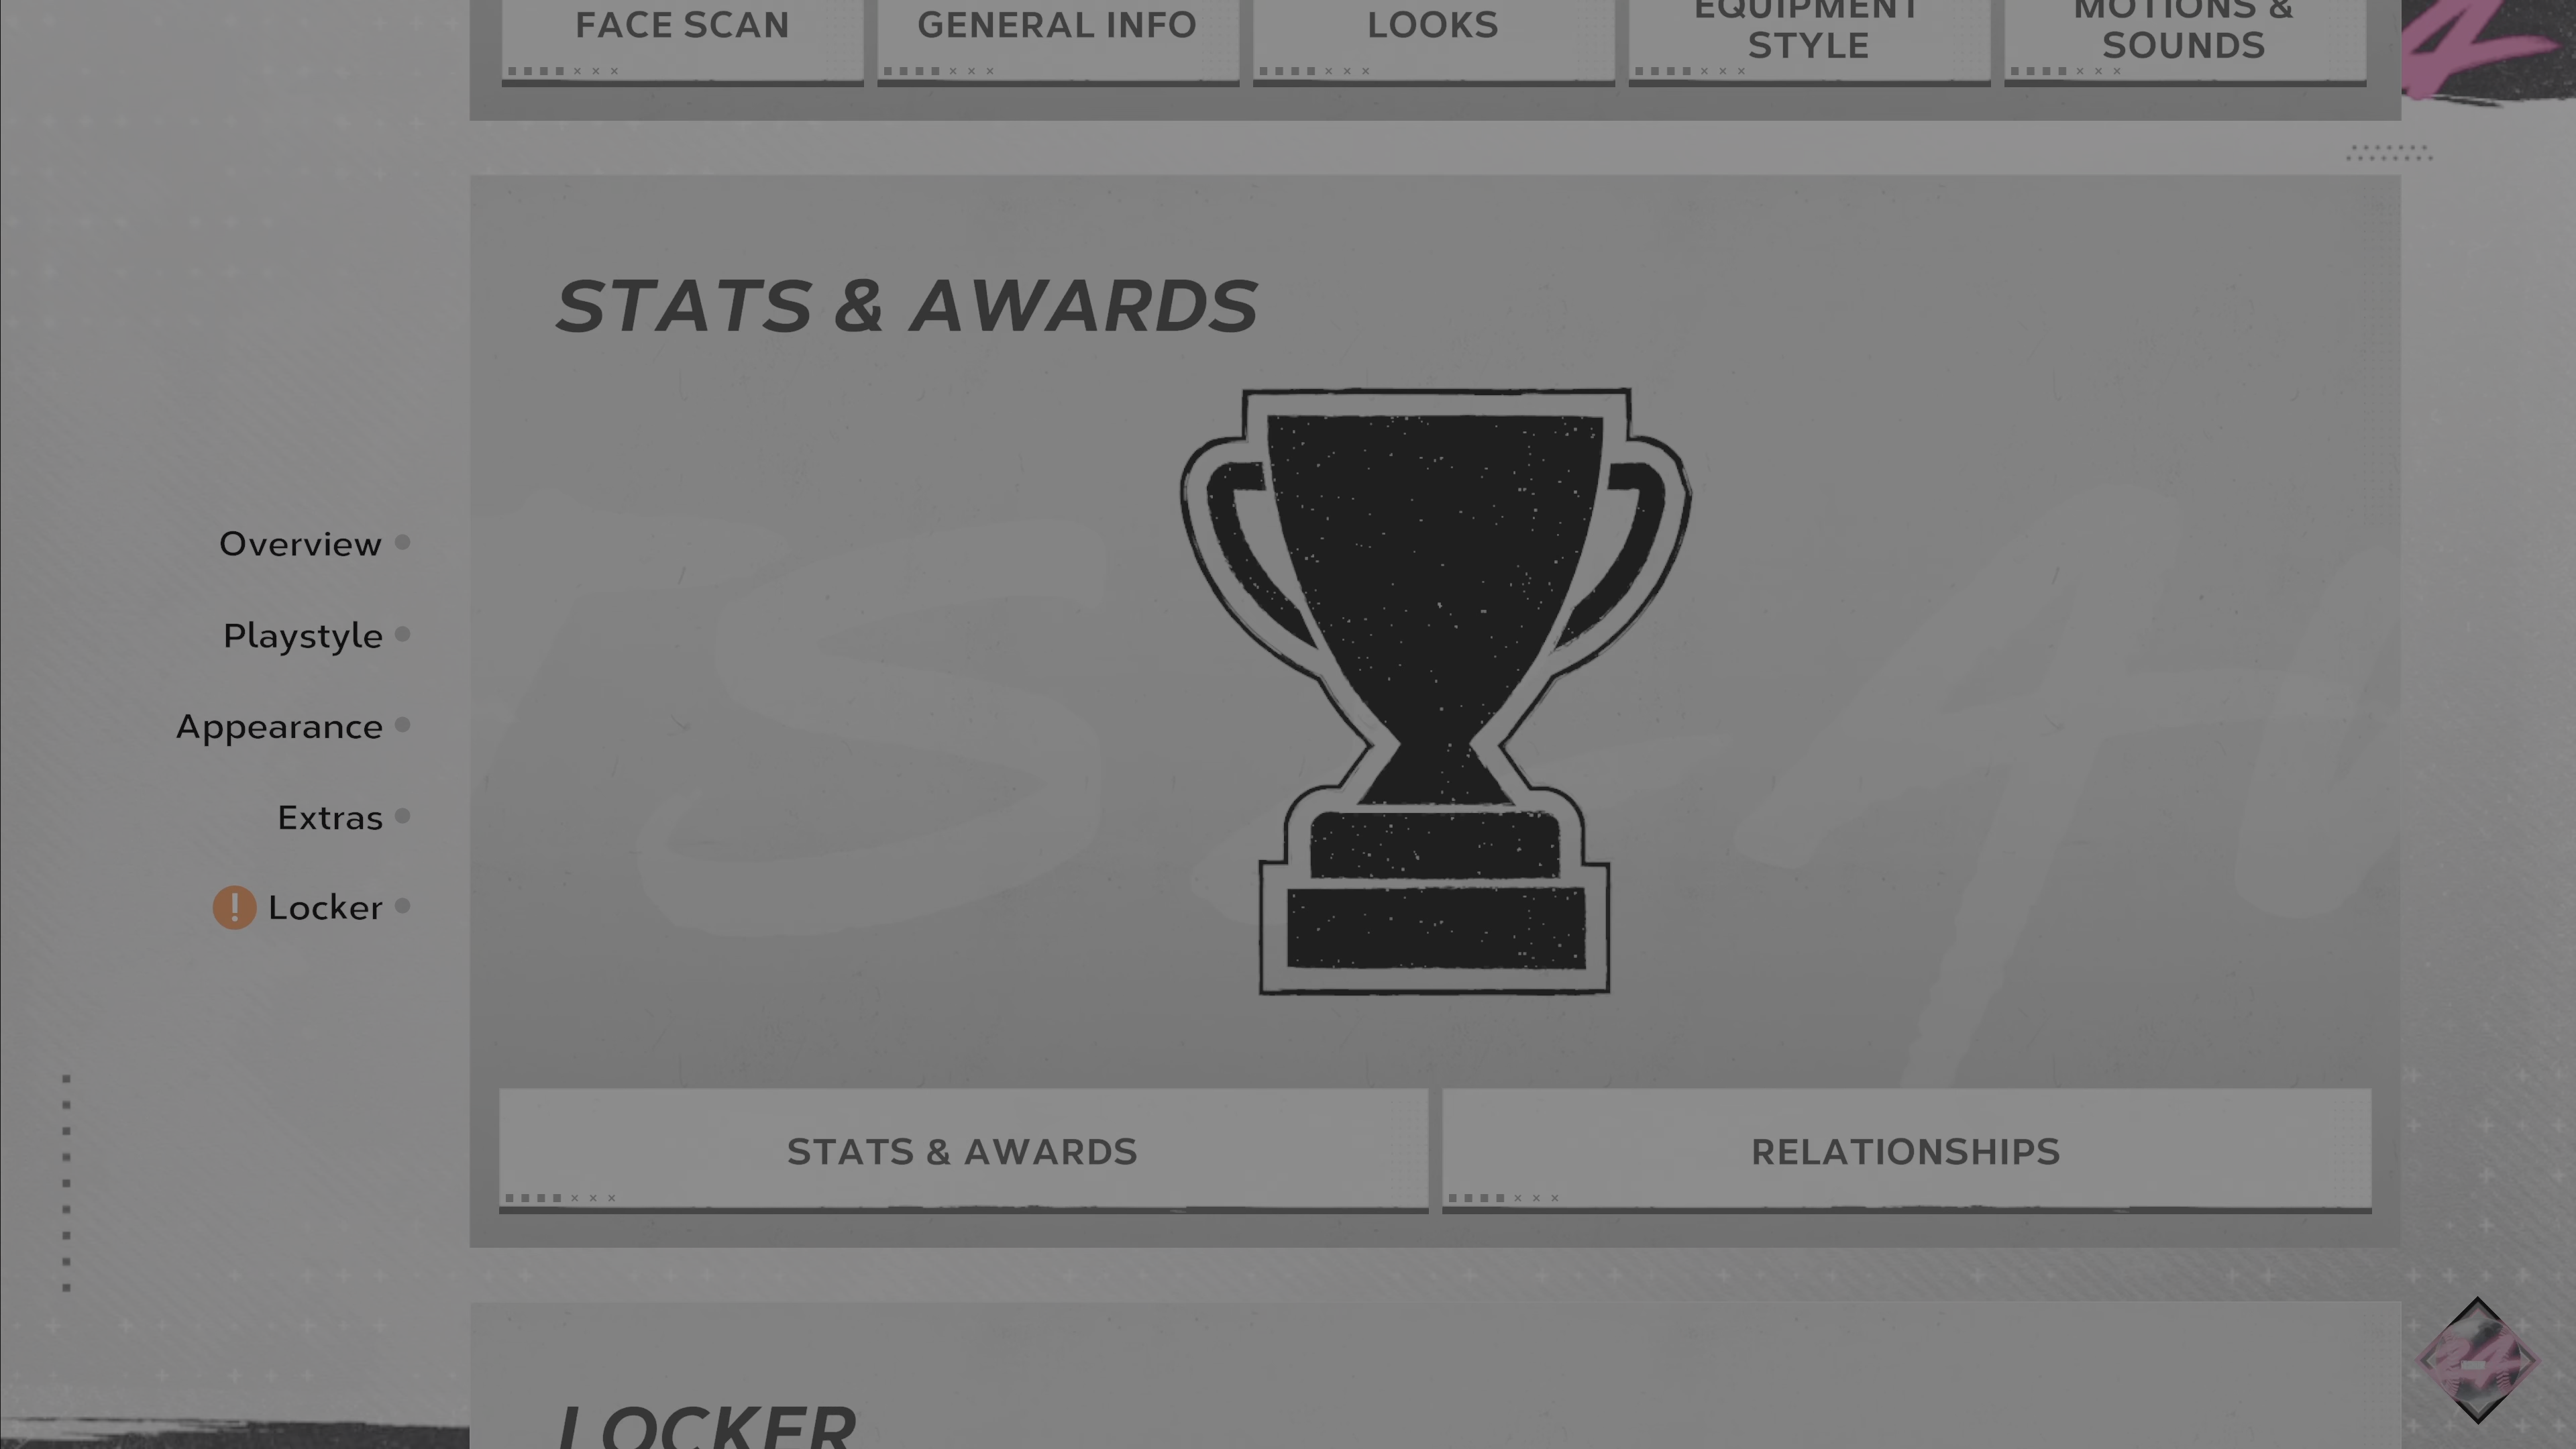 FACE SCAN
GENERAL INFO
LOOKS
EQUIPMENT
STYLE
MOTIONS &
SOUNDS
STATS & AWARDS
Overview
Playstyle
Appearance
Extras
! Locker
STATS & AWARDS
RELATIONSHIPS
LOCKER